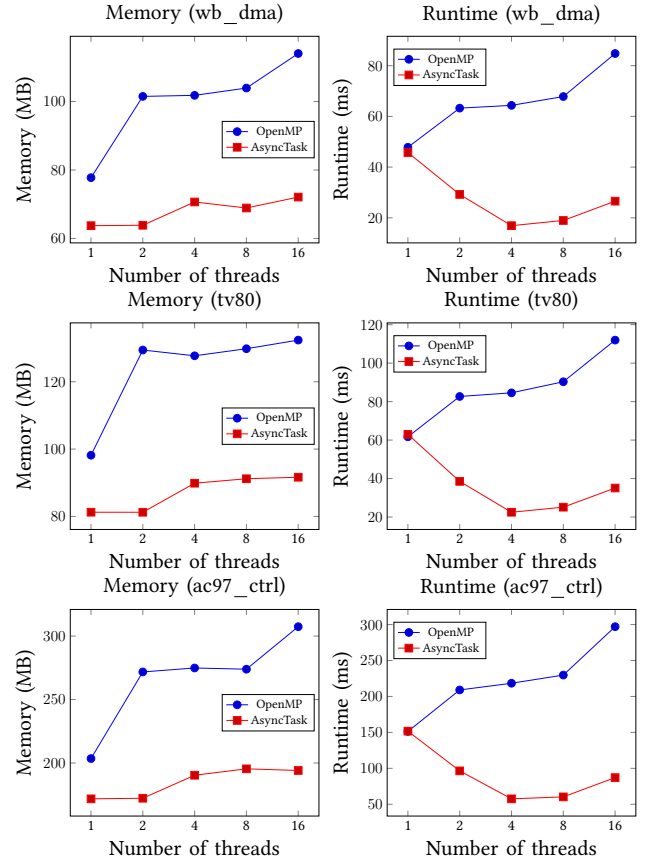 Memory (wb_dma)
Memory (MB)
100
80
60
OpenMP
AsyncTask
1 2 4 8 16
Number of threads
Runtime (wb_dma)
Runtime (ms)
80
60
40
20
OpenMP
AsyncTask
1 2 4 8 16
Number of threads
Memory (tv80)
Memory (MB)
120
100
80
OpenMP
AsyncTask
1 2 4 8 16
Number of threads
Runtime (tv80)
Runtime (ms)
120
100
80
60
40
20
OpenMP
AsyncTask
1 2 4 8 16
Number of threads
Memory (ac97_ctrl)
Memory (MB)
300
250
200
OpenMP
AsyncTask
1 2 4 8 16
Number of threads
Runtime (ac97_ctrl)
Runtime (ms)
300
250
200
150
100
50
OpenMP
AsyncTask
1 2 4 8 16
Number of threads